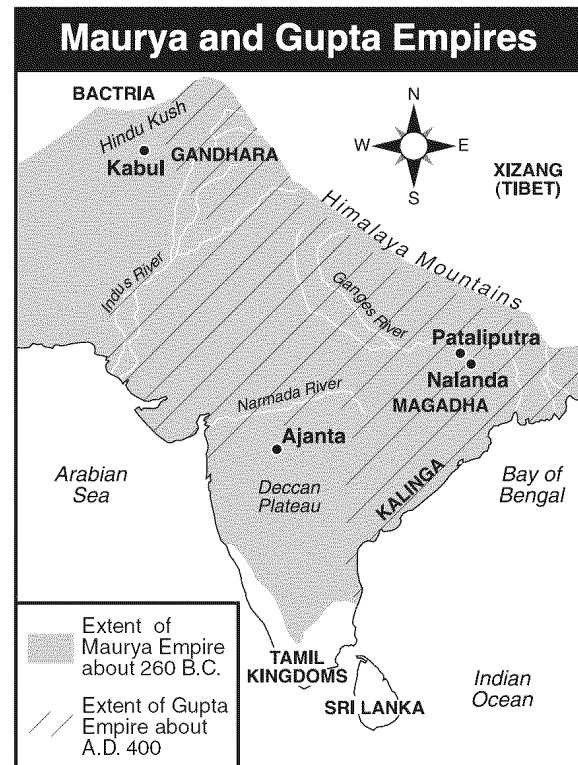 Maurya and Gupta Empires
BACTRIA
Hindu Kush
Kabul
GANDHARA
N
W
E
S
XIZANG
(TIBET)
Himalaya Mountains
Indus River
Ganges River
Pataliputra
Nalanda
MAGADHA
Narmada River
Ajanta
Arabian
Sea
Deccan
Plateau
KALINGA
Bay of
Bengal
TAMIL
KINGDOMS
SRI LANKA
Indian
Ocean
Extent of
Maurya Empire
about 260 B.C.
Extent of Gupta
Empire about
A.D. 400